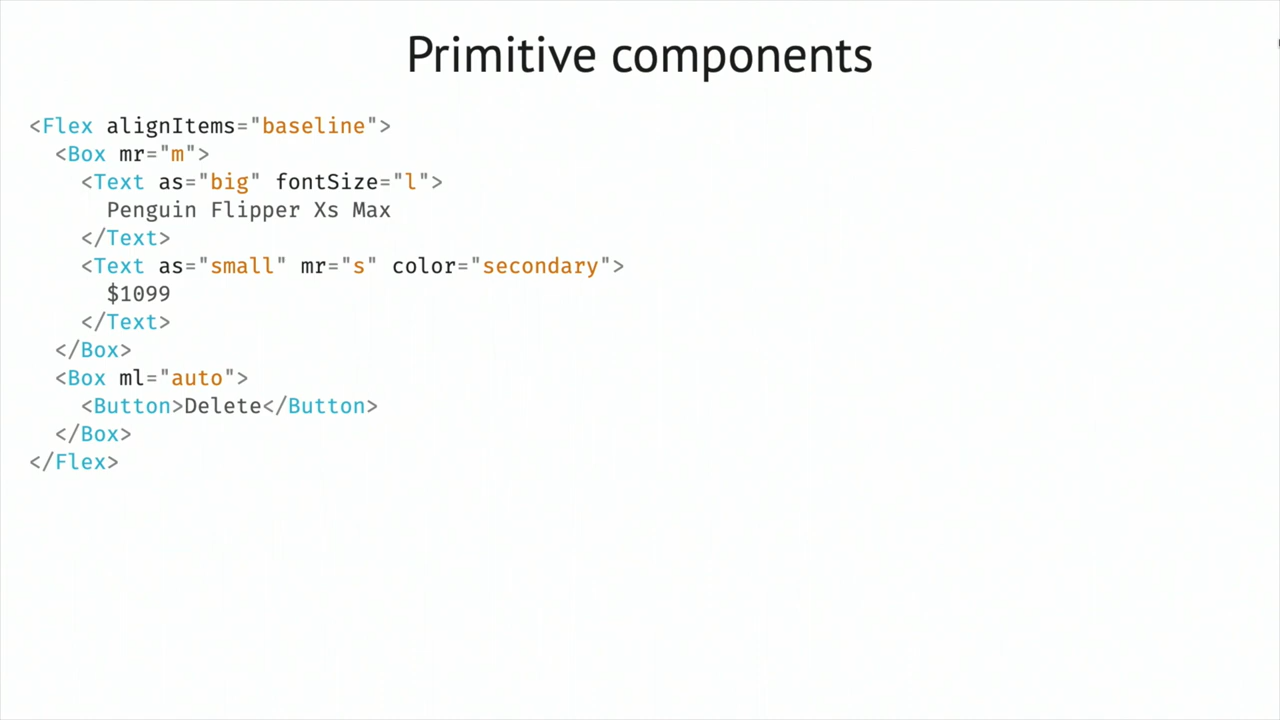 Primitive components
<Flex alignItems="baseline">
  <Box mr="m">
    <Text as="big" fontSize="l">
      Penguin Flipper Xs Max
    </Text>
    <Text as="small" mr="s" color="secondary">
      $1099
    </Text>
  </Box>
  <Box ml="auto">
    <Button>Delete</Button>
  </Box>
</Flex>